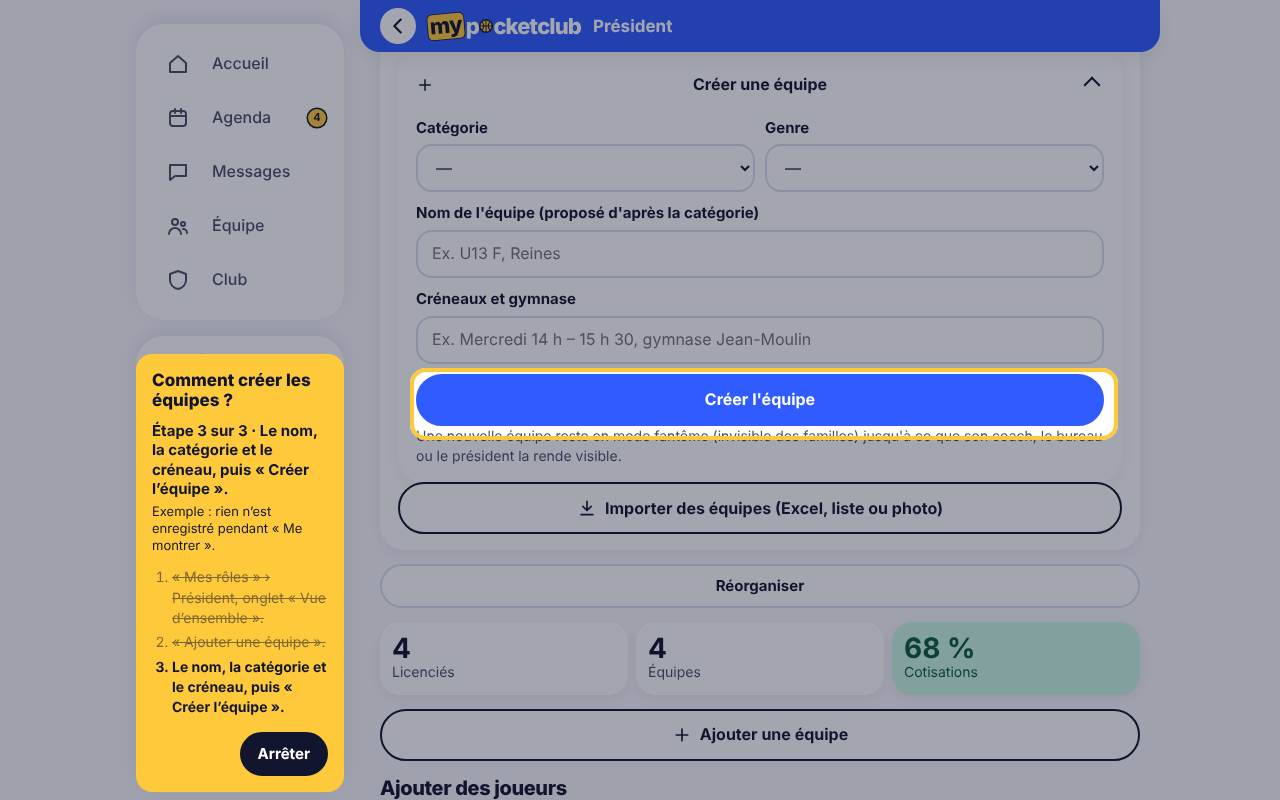 mypocketclub Président
Accueil
Agenda 4
Messages
Équipe
Club
Comment créer les
équipes ?
Étape 3 sur 3 · Le nom,
la catégorie et le
créneau, puis « Créer
l’équipe ».
Exemple : rien n’est
enregistré pendant « Me
montrer ».
1. « Mes rôles » ›
Président, onglet « Vue
d’ensemble ».
2. « Ajouter une équipe ».
3. Le nom, la catégorie et
le créneau, puis «
Créer l’équipe ».
Arrêter
Créer une équipe
Catégorie Genre
— —
Nom de l'équipe (proposé d'après la catégorie)
Ex. U13 F, Reines
Créneaux et gymnase
Ex. Mercredi 14 h – 15 h 30, gymnase Jean-Moulin
Créer l'équipe
Une nouvelle équipe reste en mode fantôme (invisible des familles) jusqu'à ce que son coach, le bureau
ou le président la rende visible.
Importer des équipes (Excel, liste ou photo)
Réorganiser
4 4 68 %
Licenciés Équipes Cotisations
Ajouter une équipe
Ajouter des joueurs